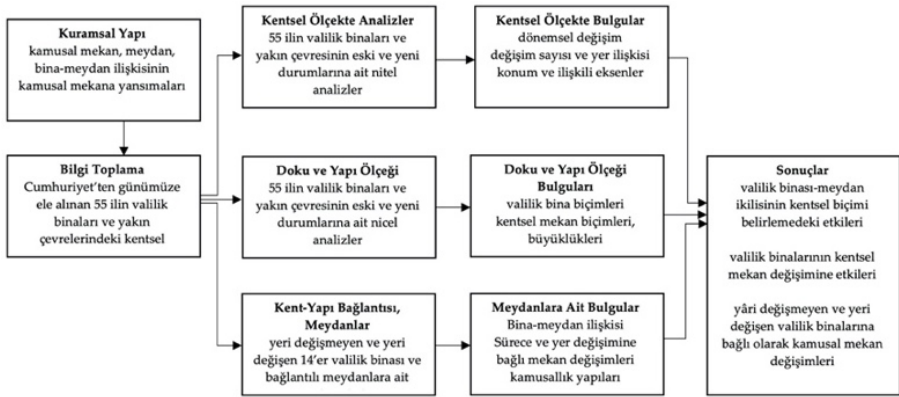 Kuramsal Yapı
kamusal mekan, meydan,
bina-meydan ilişkisinin
kamusal mekana yansımaları
Bilgi Toplama
Cumhuriyet'ten günümüze
ele alınan 55 ilin valilik
binaları ve yakın
çevrelerindeki kentsel
Kentsel Ölçekte Analizler
55 ilin valilik binaları ve
yakın çevresinin eski ve yeni
durumlarına ait nitel
analizler
Kentsel Ölçekte Bulgular
dönemsel değişim
değişim sayısı ve yer ilişkisi
konum ve ilişkili eksenler
Doku ve Yapı Ölçeği
55 ilin valilik binaları ve
yakın çevresinin eski ve yeni
durumlarına ait nicel
analizler
Doku ve Yapı Ölçeği
Bulguları
valilik bina biçimleri
kentsel mekan biçimleri,
büyüklükleri
Kent-Yapı Bağlantısı,
Meydanlar
yeri değişmeyen ve yeri
değişen 14'er valilik binası ve
bağlantılı meydanlara ait
Meydanlara Ait Bulgular
Bina-meydan ilişkisi
Sürece ve yer değişimine
bağlı mekan değişimleri
kamusallık yapıları
Sonuçlar
valilik binası-meydan
ikilisinin kentsel biçimi
belirlemedeki etkileri
valilik binalarının kentsel
mekan değişimine etkileri
yâri değişmeyen ve yeri
değişen valilik binalarına
bağlı olarak kamusal mekan
değişimleri